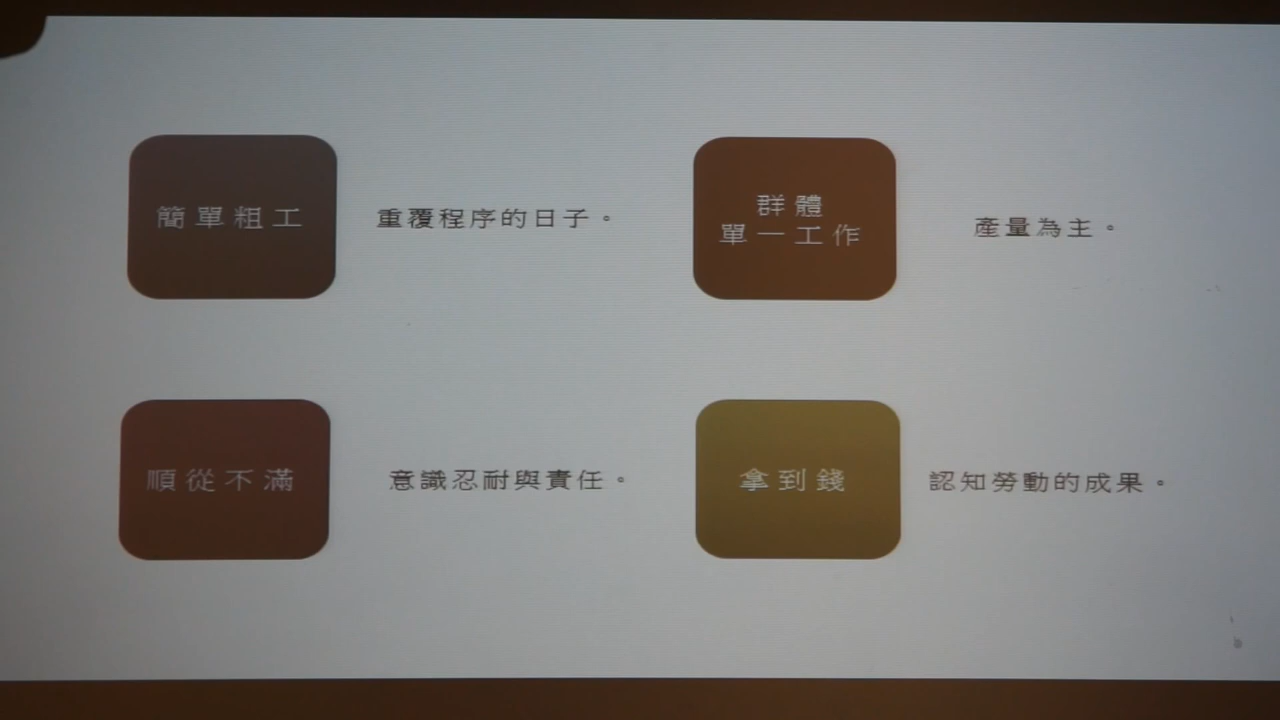 簡單粗工
重覆程序的日子。
群體
單一工作
產量為主。
順從不滿
意識忍耐與責任。
拿到錢
認知勞動的成果。